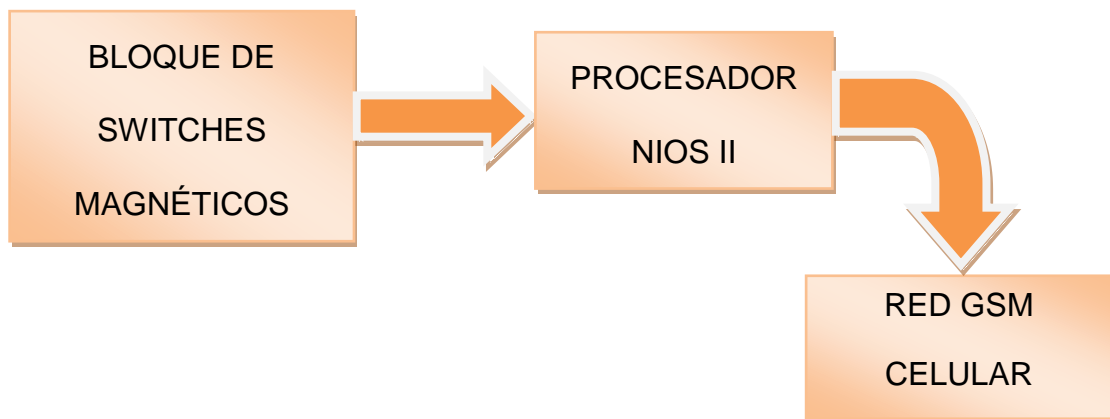 BLOQUE DE
SWITCHES
MAGNÉTICOS
PROCESADOR
NIOS II
RED GSM
CELULAR